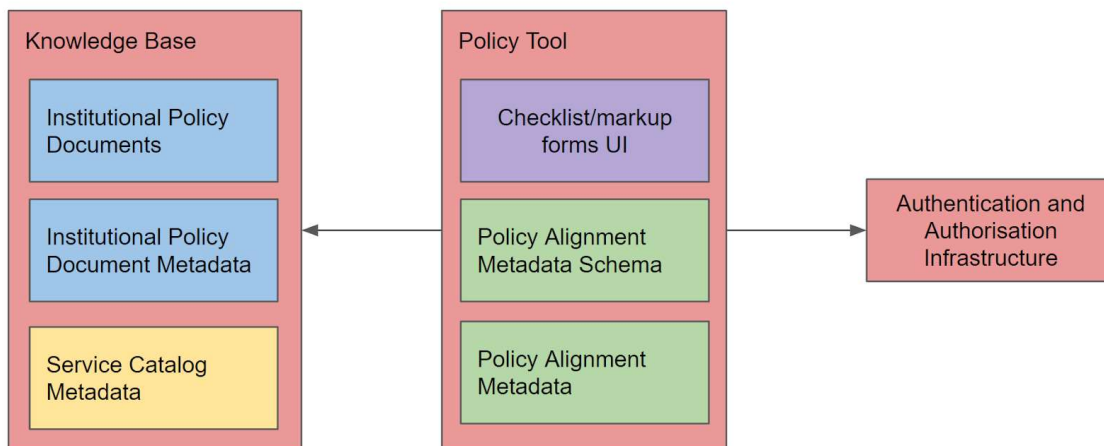 Knowledge Base
Institutional Policy
Documents
Institutional Policy
Document Metadata
Service Catalog
Metadata
Policy Tool
Checklist/markup
forms UI
Policy Alignment
Metadata Schema
Policy Alignment
Metadata
Authentication and
Authorisation
Infrastructure